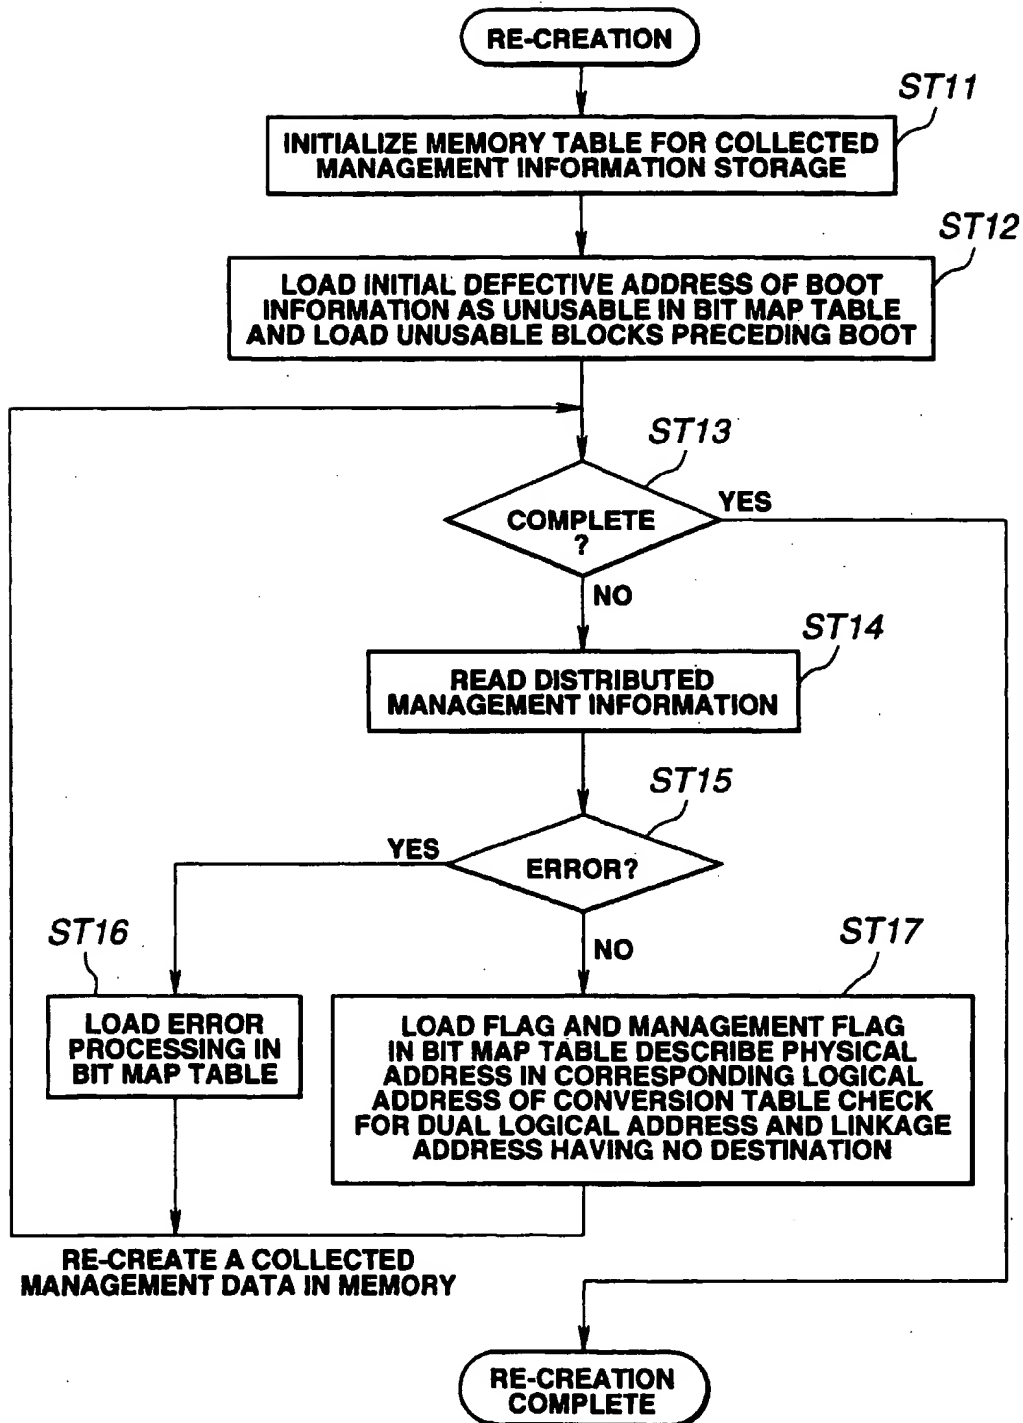 RE-CREATION
ST11
INITIALIZE MEMORY TABLE FOR COLLECTED
MANAGEMENT INFORMATION STORAGE
ST12
LOAD INITIAL DEFECTIVE ADDRESS OF BOOT
INFORMATION AS UNUSABLE IN BIT MAP TABLE
AND LOAD UNUSABLE BLOCKS PRECEDING BOOT
ST13
COMPLETE
?
YES
NO
ST14
READ DISTRIBUTED
MANAGEMENT INFORMATION
ST15
ERROR?
YES
NO
ST16
LOAD ERROR
PROCESSING IN
BIT MAP TABLE
ST17
LOAD FLAG AND MANAGEMENT FLAG
IN BIT MAP TABLE DESCRIBE PHYSICAL
ADDRESS IN CORRESPONDING LOGICAL
ADDRESS OF CONVERSION TABLE CHECK
FOR DUAL LOGICAL ADDRESS AND LINKAGE
ADDRESS HAVING NO DESTINATION
RE-CREATE A COLLECTED
MANAGEMENT DATA IN MEMORY
RE-CREATION
COMPLETE